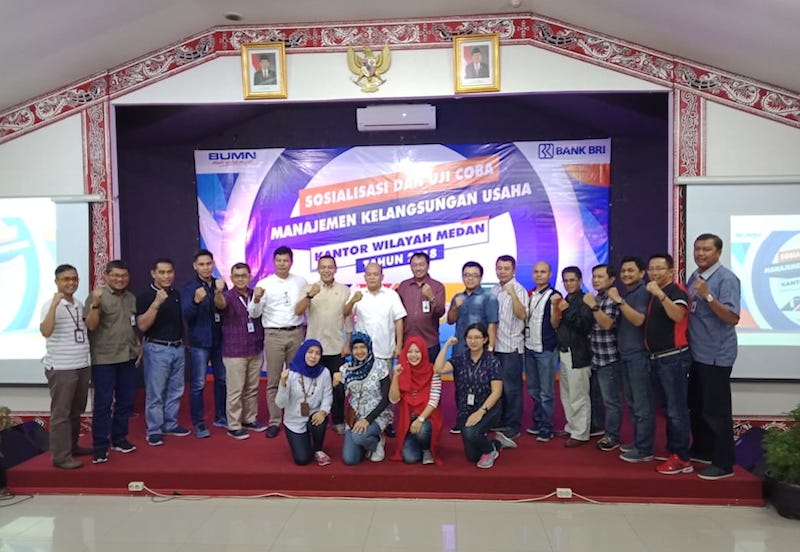 BUMN
BANK BRI
SOSIALISASI DAN UJI COBA
MANAJEMEN KELANGSUNGAN USAHA
KANTOR WILAYAH MEDAN
TAHUN